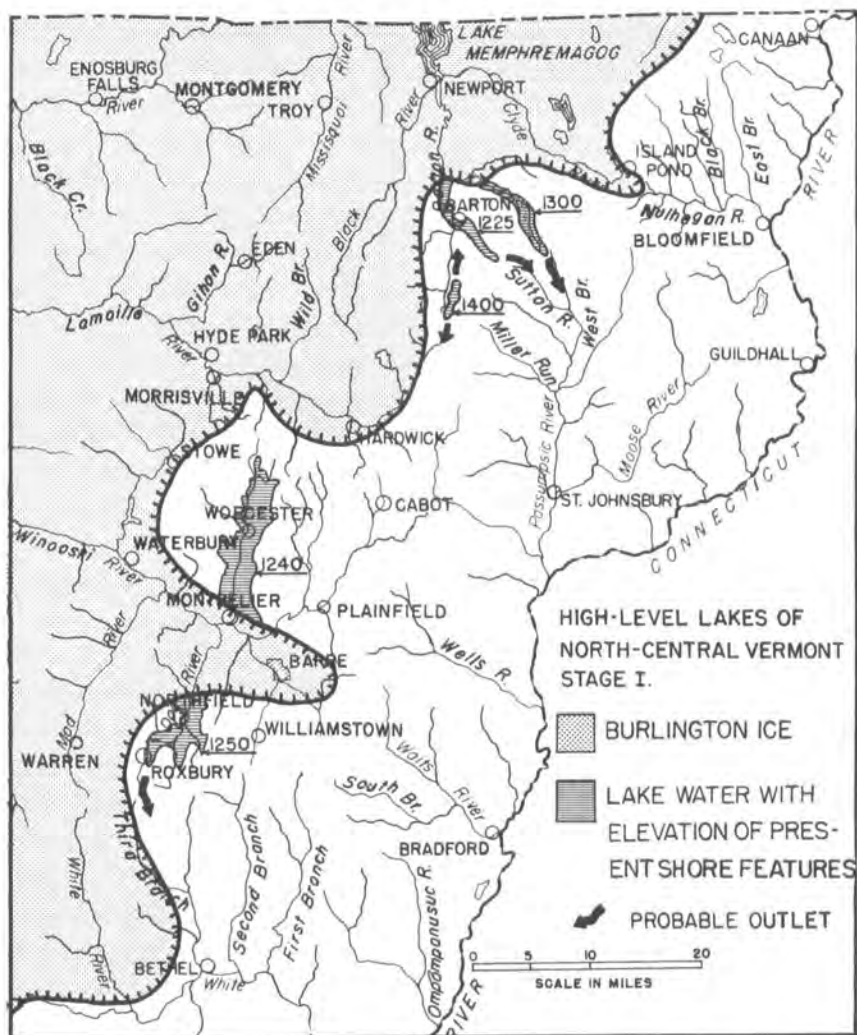 LAKE
MEMPHREMAGOG
CANAAN
ENOSBURG
FALLS
River
MONTGOMERY
TROY
River
Missisquoi
NEWPORT
River
Clyde
Black Cr.
Black Br.
East Br.
RIVER
ISLAND
POND
Nulhegan R.
BLOOMFIELD
BARTON
1300
1225
EDEN
Gihon R.
Wild Br.
Black
Sutton R.
West Br.
1400
Lamoille
River
HYDE PARK
Miller Run
GUILDHALL
MORRISVILLE
HARDWICK
STOWE
Passumpsic River
Moose River
CABOT
ST. JOHNSBURY
CONNECTICUT
WORCESTER
Winooski
River
WATERBURY
1240
MONTPELIER
PLAINFIELD
River
River
BARRE
Wells R.
HIGH-LEVEL LAKES OF
NORTH-CENTRAL VERMONT
STAGE I.
NORTHFIELD
Dog
WILLIAMSTOWN
BURLINGTON ICE
Mad
WARREN
1250
ROXBURY
Waits
River
South Br.
BRADFORD
LAKE WATER WITH
ELEVATION OF PRES-
ENT SHORE FEATURES
Third Branch
White
River
Second Branch
First Branch
Ompompanusuc R.
PROBABLE OUTLET
BETHEL
White
RIVER
0 5 10 20
SCALE IN MILES